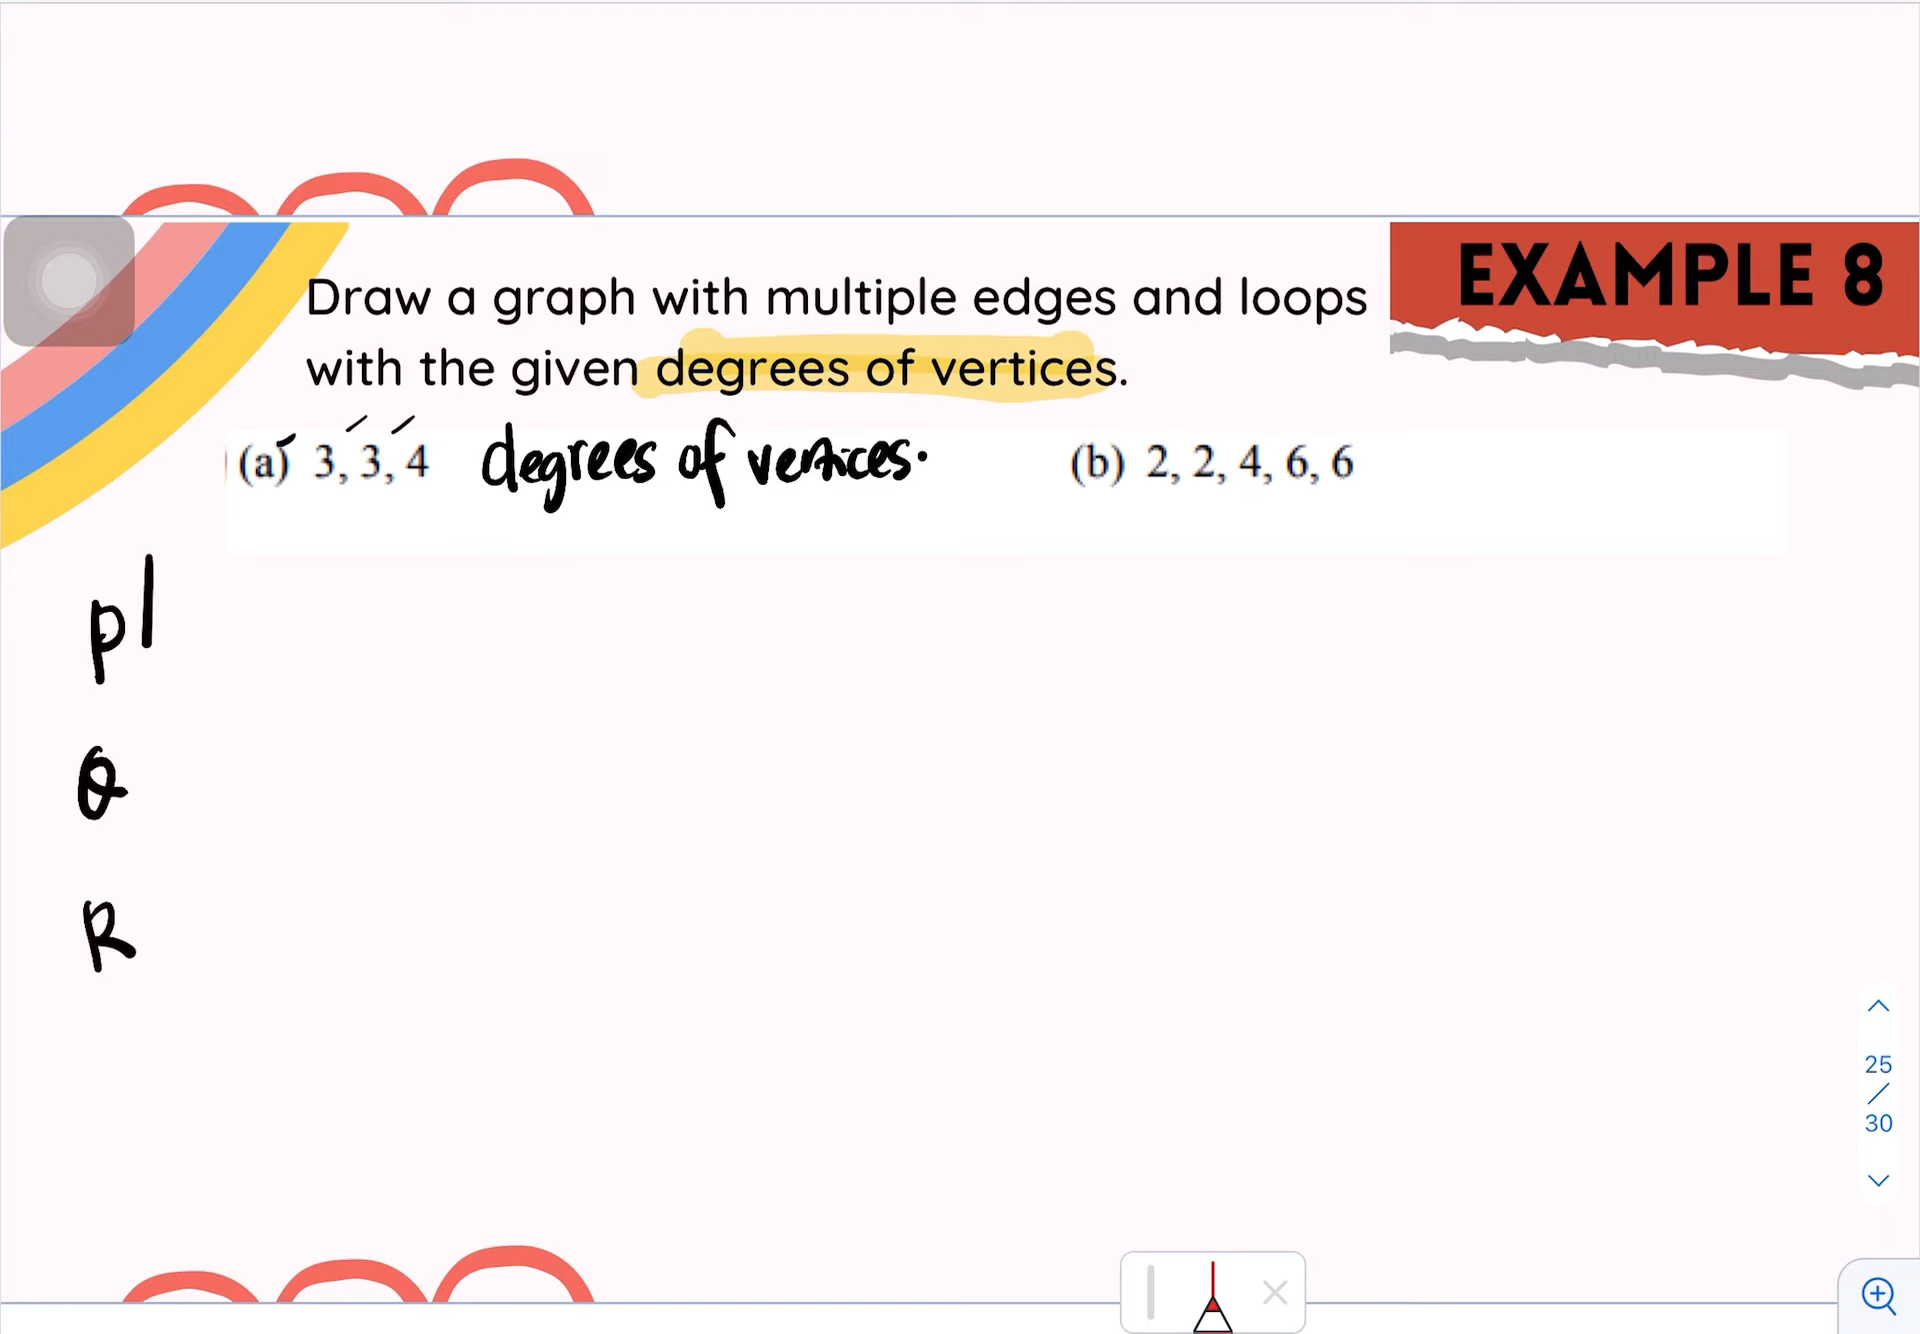 EXAMPLE 8
Draw a graph with multiple edges and loops
with the given degrees of vertices.
(a) 3, 3, 4 degrees of vertices. (b) 2, 2, 4, 6, 6
P
Q
R
25
/
30